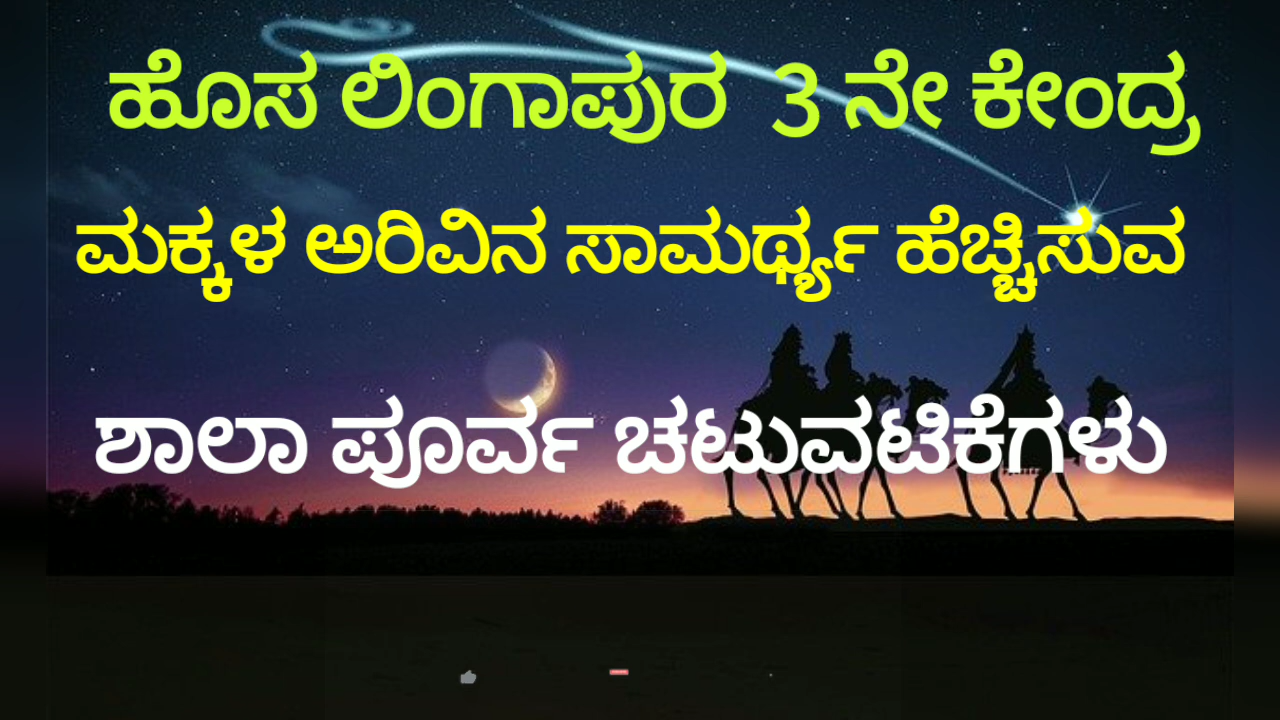 ಹೊಸ ಲಿಂಗಾಪುರ 3 ನೇ ಕೇಂದ್ರ
ಮಕ್ಕಳ ಅರಿವಿನ ಸಾಮರ್ಥ್ಯ ಹೆಚ್ಚಿಸುವ
ಶಾಲಾ ಪೂರ್ವ ಚಟುವಟಿಕೆಗಳು